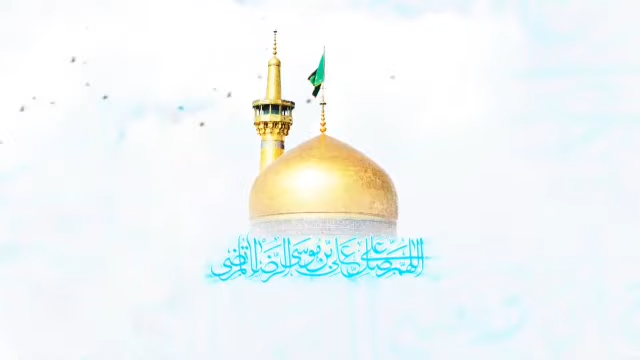 اللهم صل علی علی بن موسی الرضا المرتضی